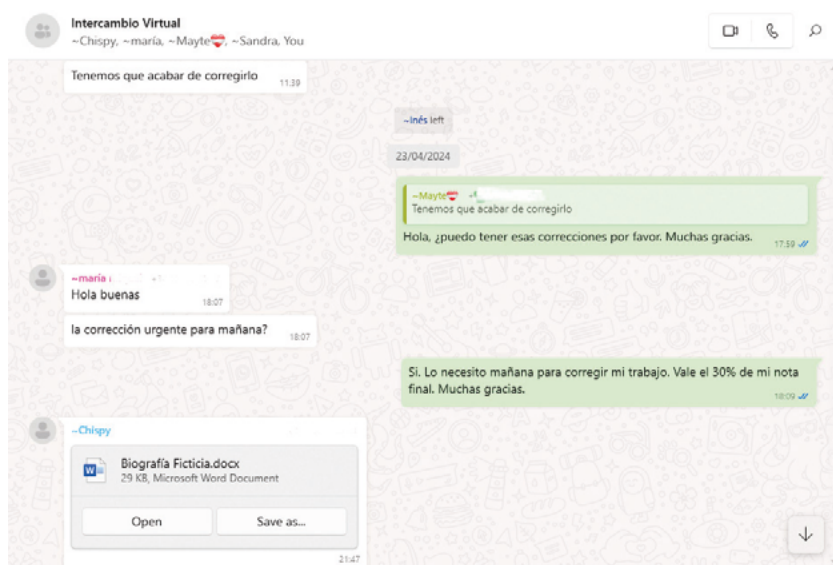 Intercambio Virtual
~Chispy, ~maría, ~Mayte, ~Sandra, You
Tenemos que acabar de corregirlo
11:39
~Inés left
23/04/2024
~Mayte
Tenemos que acabar de corregirlo
Hola, ¿puedo tener esas correcciones por favor. Muchas gracias.
17:59
~maría
Hola buenas
18:07
la corrección urgente para mañana?
18:07
Si. Lo necesito mañana para corregir mi trabajo. Vale el 30% de mi nota
final. Muchas gracias.
18:09
~Chispy
Biografía Ficticia.docx
29 KB, Microsoft Word Document
Open
Save as...
21:47